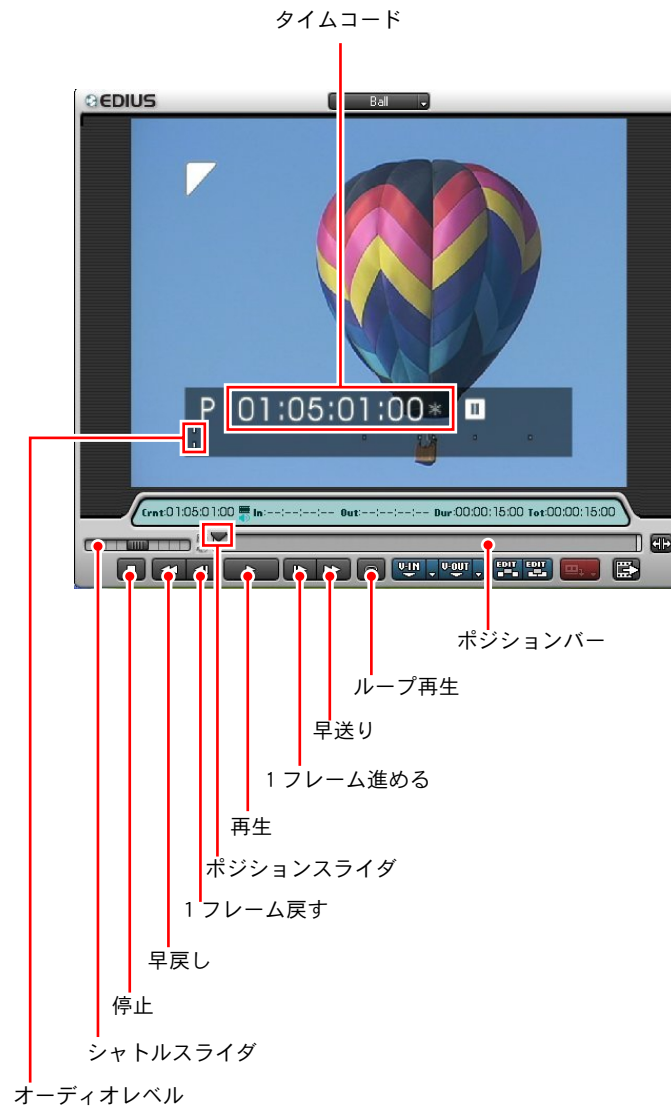 タイムコード
EDIUS
Ball
P 01:05:01:00*
Crnt:01:05:01:00 In:--:--:--:-- Out:--:--:--:-- Dur:00:00:15:00 Tot:00:00:15:00
V-IN V-OUT EDIT EDIT
ポジションバー
ループ再生
早送り
1 フレーム進める
再生
ポジションスライダ
1 フレーム戻す
早戻し
停止
シャトルスライダ
オーディオレベル